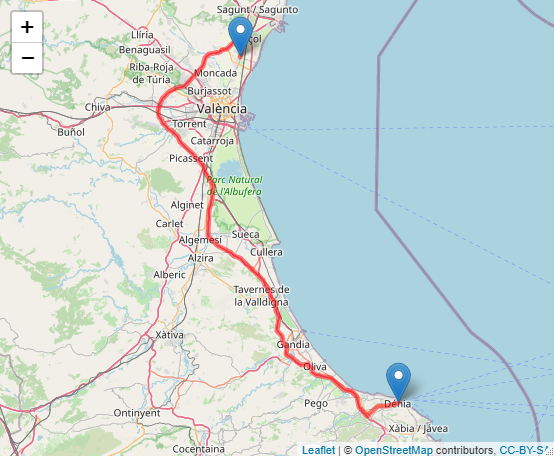 +
−
Sagunt / Sagunto
Llíria
Benaguasil
Riba-Roja
de Túria
Moncada
Burjassot
Chiva
València
Torrent
Buñol
Catarroja
Picassent
Parc Natural
de l'Albufera
Alginet
Carlet
Sueca
Algemesí
Cullera
Alzira
Alberic
Tavernes de
la Valldigna
Xàtiva
Gandia
Oliva
Pego
Dénia
Ontinyent
Xàbia / Jávea
Cocentaina
Leaflet | © OpenStreetMap contributors, CC-BY-SA